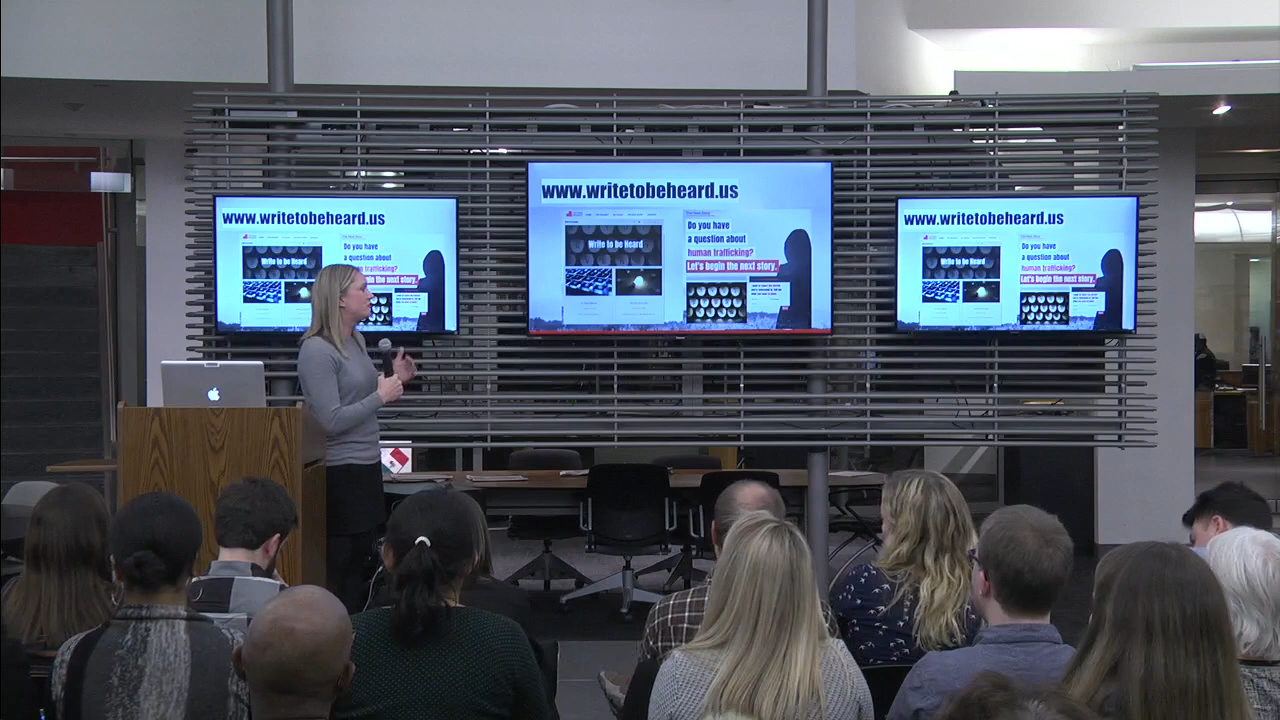 www.writetobeheard.us
Write to be Heard
Do you have
a question about
human trafficking?
Let's begin the next story.
www.writetobeheard.us
Write to be Heard
Do you have
a question about
human trafficking?
Let's begin the next story.
www.writetobeheard.us
Write to be Heard
Do you have
a question about
human trafficking?
Let's begin the next story.